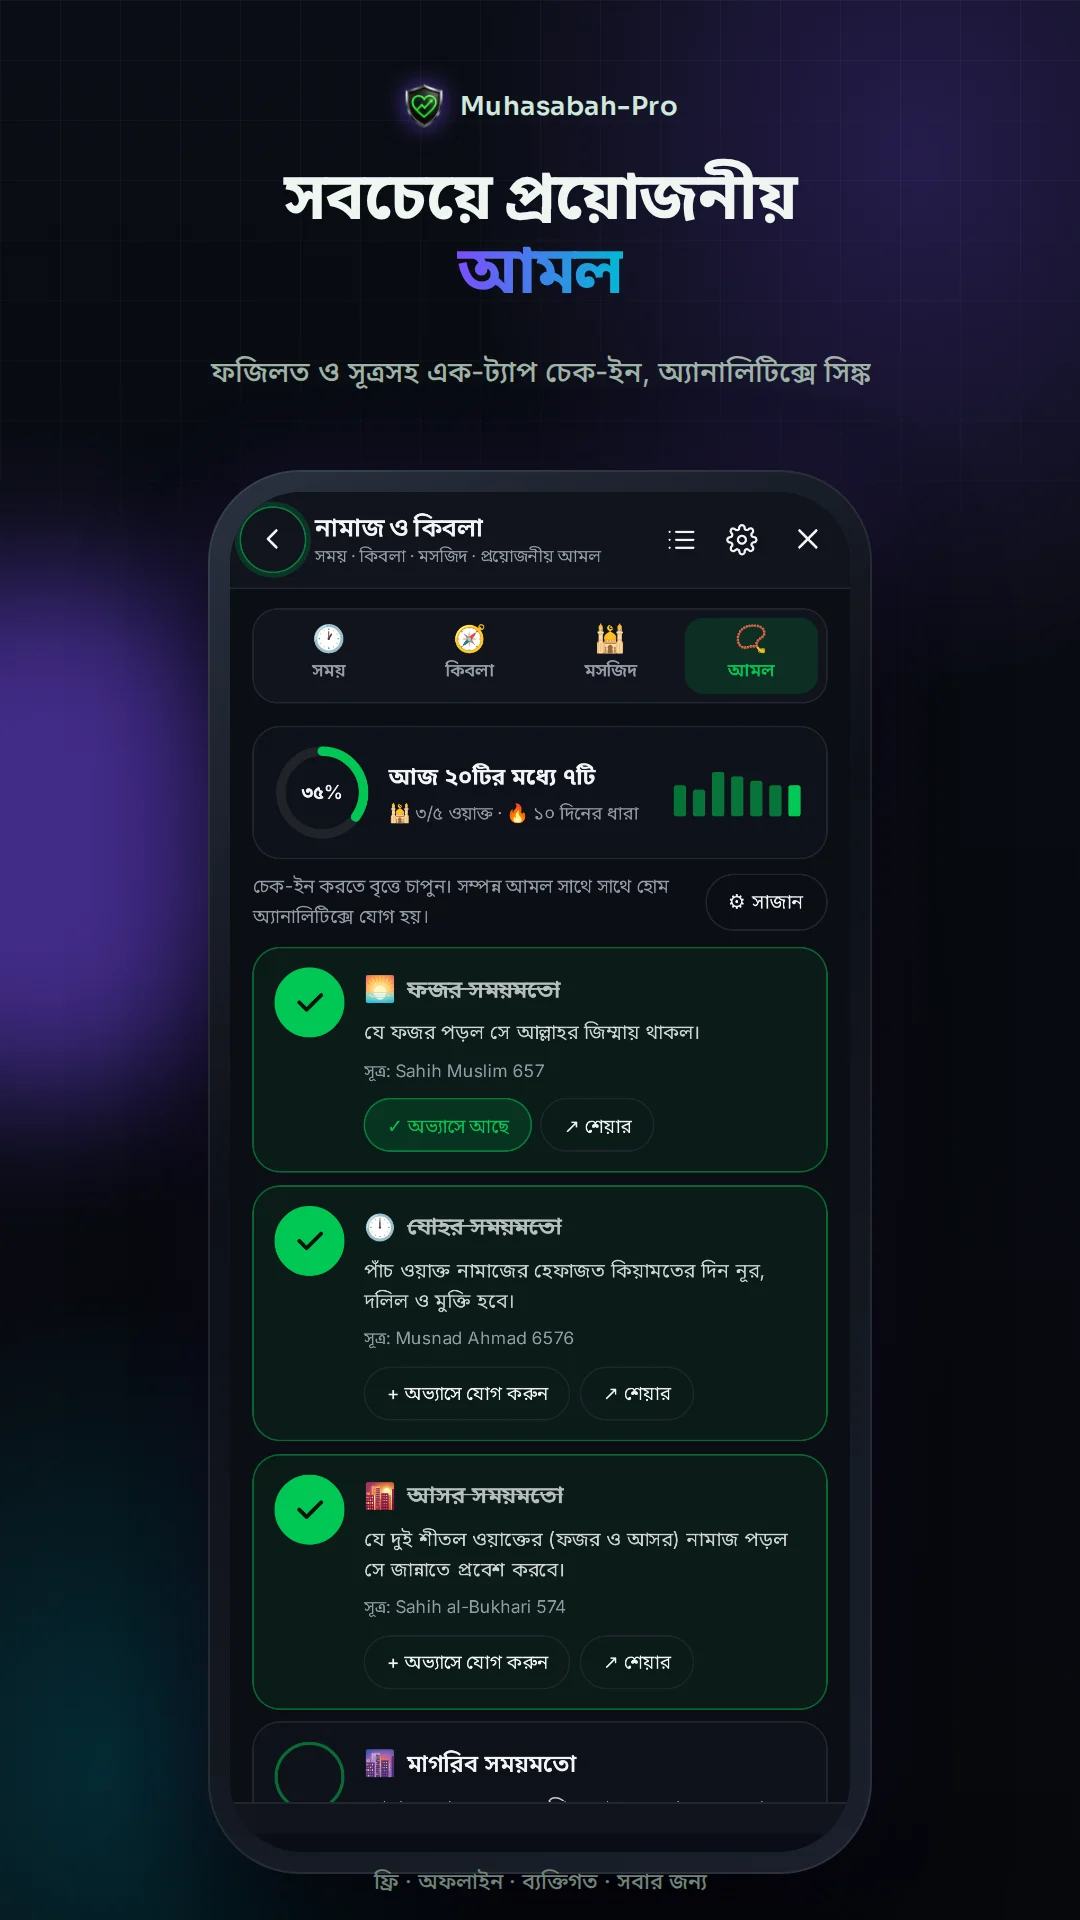 Muhasabah-Pro
সবচেয়ে প্রয়োজনীয়
আমল
ফজিলত ও সূত্রসহ এক-ট্যাপ চেক-ইন, অ্যানালিটিক্সে সিঙ্ক
নামাজ ও কিবলা
সময় · কিবলা · মসজিদ · প্রয়োজনীয় আমল
সময়
কিবলা
মসজিদ
আমল
৩৫%
আজ ২০টির মধ্যে ৭টি
🕌 ৩/৫ ওয়াক্ত · 🔥 ১০ দিনের ধারা
চেক-ইন করতে বৃত্তে চাপুন। সম্পন্ন আমল সাথে সাথে হোম
অ্যানালিটিক্সে যোগ হয়।
⚙ সাজান
ফজর সময়মতো
যে ফজর পড়ল সে আল্লাহর জিম্মায় থাকল।
সূত্র: Sahih Muslim 657
✓ অভ্যাসে আছে
↗ শেয়ার
যোহর সময়মতো
পাঁচ ওয়াক্ত নামাজের হেফাজত কিয়ামতের দিন নূর,
দলিল ও মুক্তি হবে।
সূত্র: Musnad Ahmad 6576
+ অভ্যাসে যোগ করুন
↗ শেয়ার
আসর সময়মতো
যে দুই শীতল ওয়াক্তের (ফজর ও আসর) নামাজ পড়ল
সে জান্নাতে প্রবেশ করবে।
সূত্র: Sahih al-Bukhari 574
+ অভ্যাসে যোগ করুন
↗ শেয়ার
মাগরিব সময়মতো
ফ্রি · অফলাইন · ব্যক্তিগত · সবার জন্য